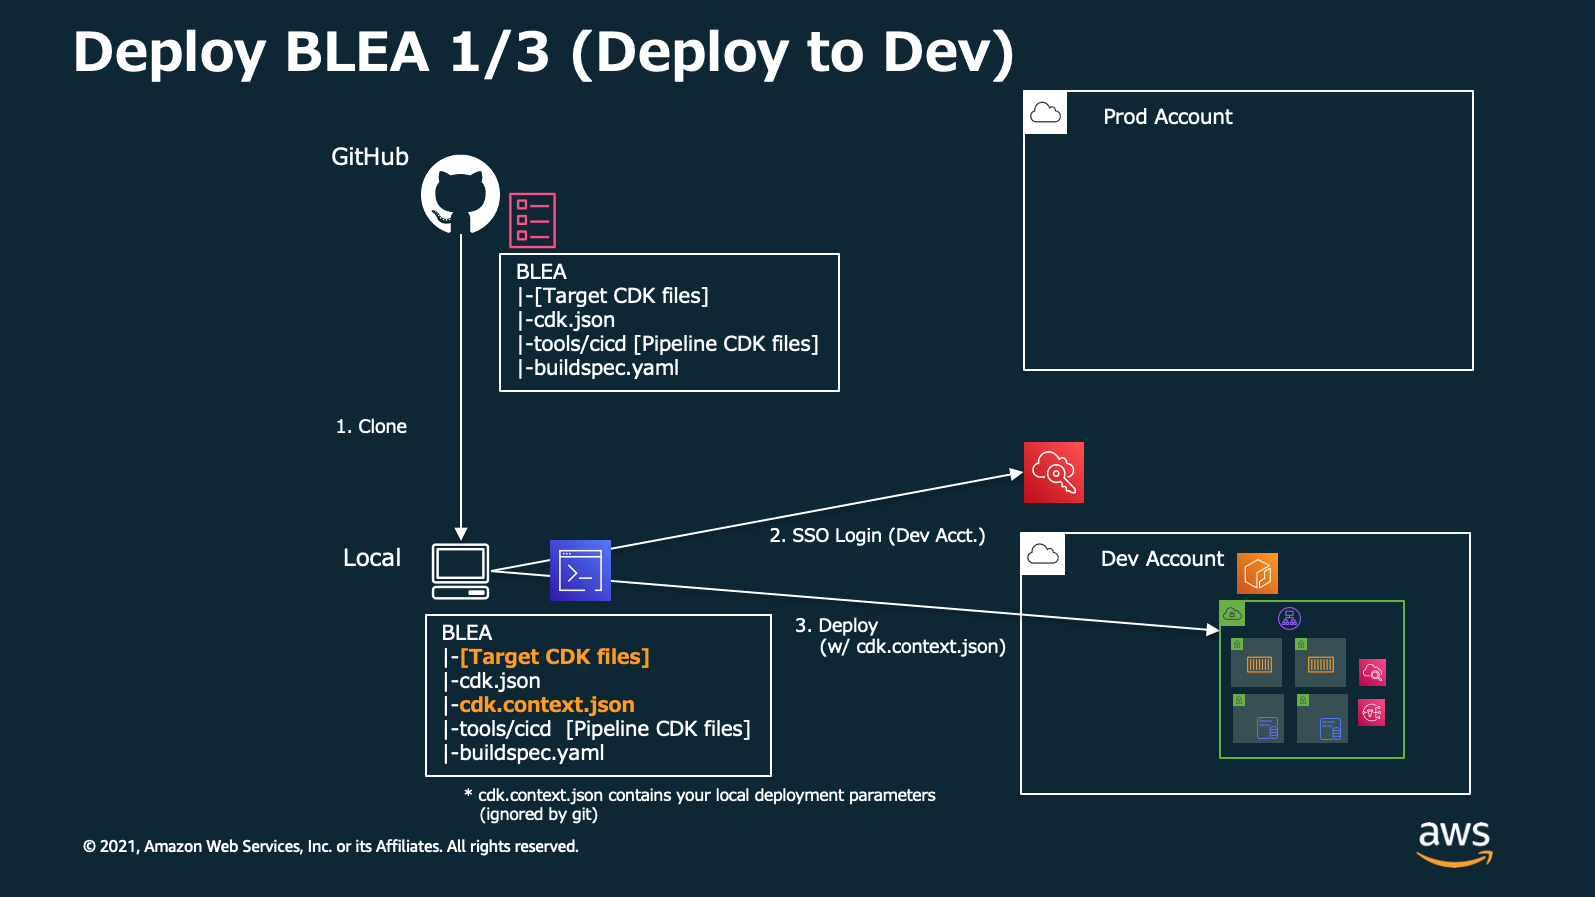 Deploy BLEA 1/3 (Deploy to Dev)
Prod Account
GitHub
BLEA
|-[Target CDK files]
|-cdk.json
|-tools/cicd [Pipeline CDK files]
|-buildspec.yaml
1. Clone
2. SSO Login (Dev Acct.)
Local
Dev Account
3. Deploy
(w/ cdk.context.json)
BLEA
|-[Target CDK files]
|-cdk.json
|-cdk.context.json
|-tools/cicd  [Pipeline CDK files]
|-buildspec.yaml
* cdk.context.json contains your local deployment parameters
(ignored by git)
© 2021, Amazon Web Services, Inc. or its Affiliates. All rights reserved.
aws